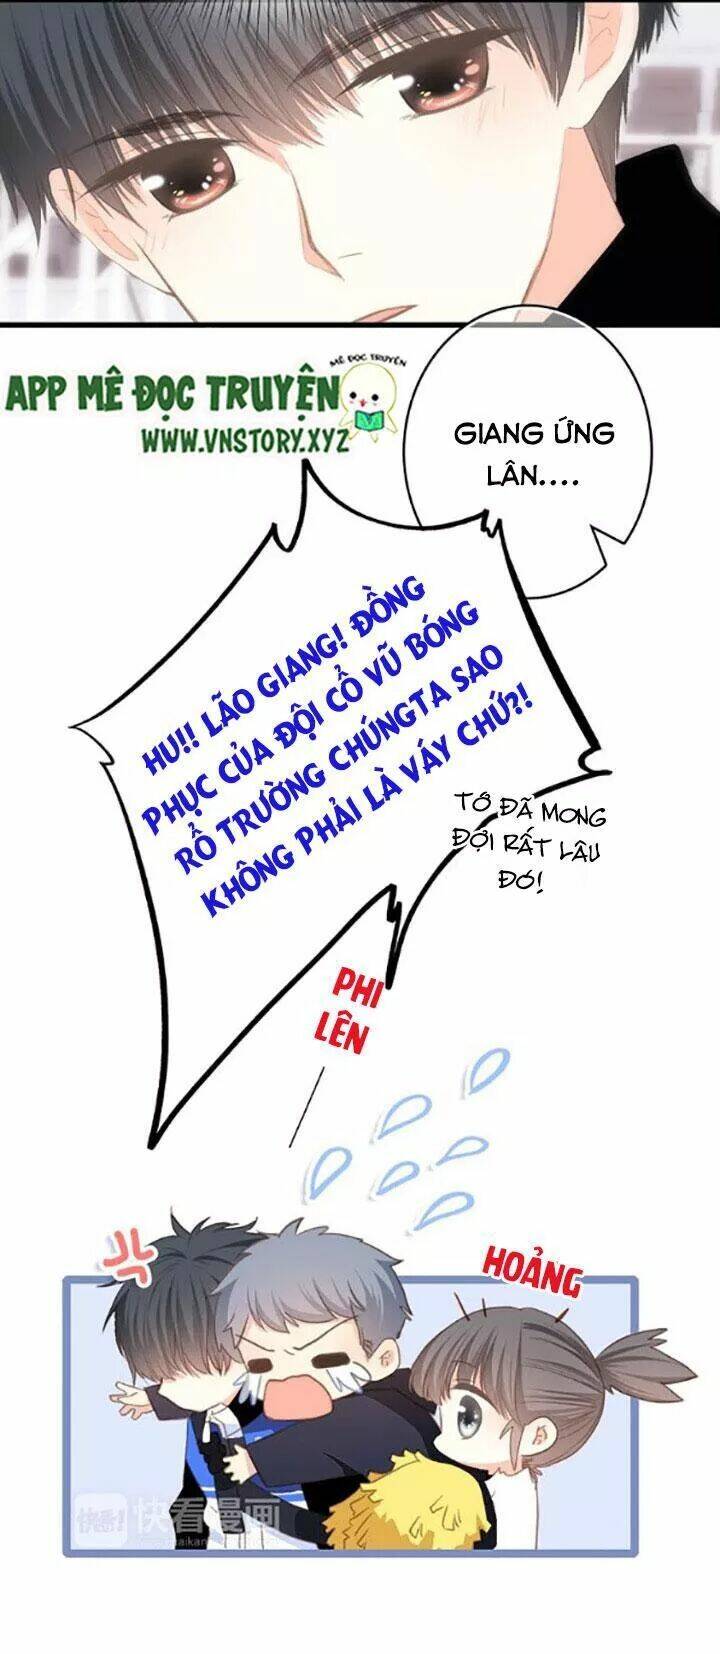 MÊ ĐỌC TRUYỆN
APP MÊ ĐỌC TRUYỆN
WWW.VNSTORY.XYZ
GIANG ỨNG
LÂN....
HU!! LÃO GIANG! ĐỒNG
PHỤC CỦA ĐỘI CỔ VŨ BÓNG
RỔ TRƯỜNG CHÚNGTA SAO
KHÔNG PHẢI LÀ VÁY CHỨ?!
TỚ ĐÃ MONG
ĐỢI RẤT LÂU
ĐÓ!
PHI
LÊN
HOẢNG
快看!
快看漫画